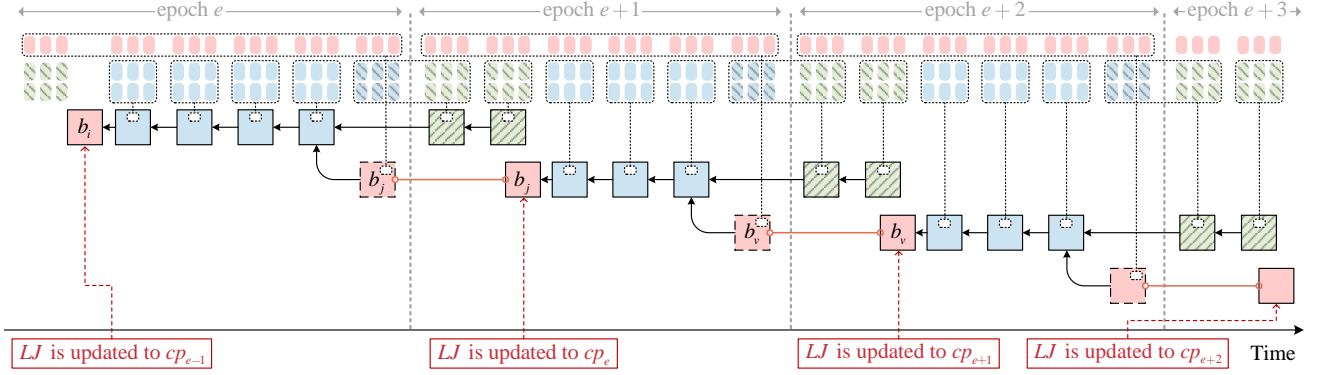 epoch e
epoch e + 1
epoch e + 2
epoch e + 3
b_i
b_j
b_j
b_v
b_v
LJ is updated to cp_{e−1}
LJ is updated to cp_e
LJ is updated to cp_{e+1}
LJ is updated to cp_{e+2}
Time